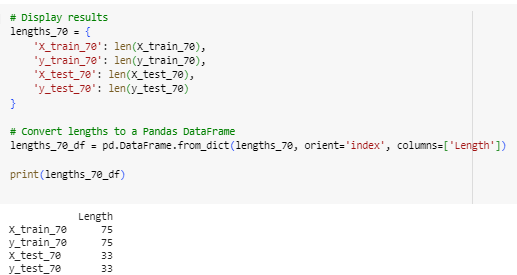 # Display results
lengths_70 = {
    'X_train_70': len(X_train_70),
    'y_train_70': len(y_train_70),
    'X_test_70': len(X_test_70),
    'y_test_70': len(y_test_70)
}
# Convert lengths to a Pandas DataFrame
lengths_70_df = pd.DataFrame.from_dict(lengths_70, orient='index', columns=['Length'])
print(lengths_70_df)
            Length
X_train_70      75
y_train_70      75
X_test_70       33
y_test_70       33